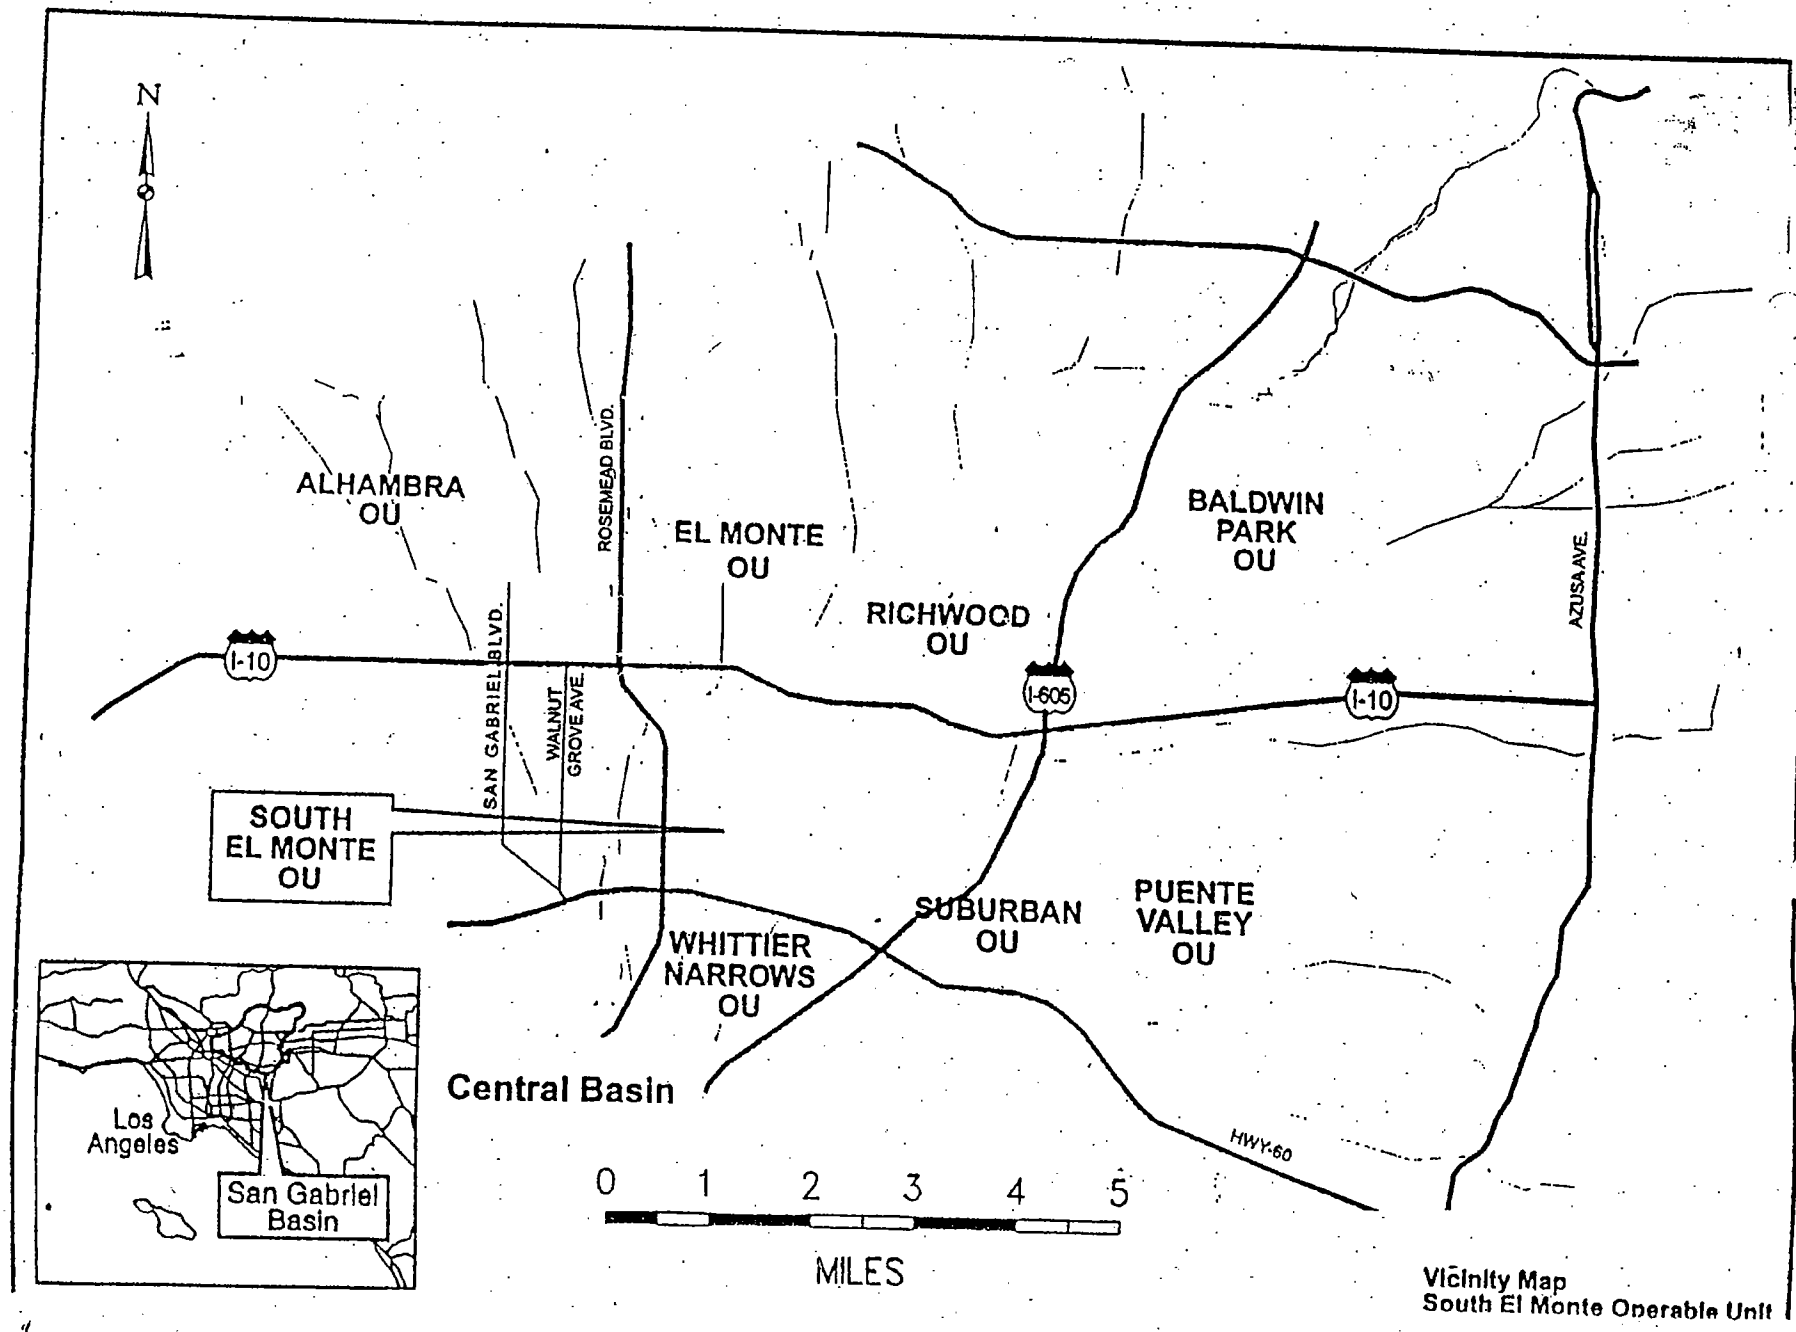 N
ALHAMBRA
OU
ROSEMEAD BLVD.
EL MONTE
OU
BALDWIN
PARK
OU
AZUSA AVE.
RICHWOOD
OU
SAN GABRIEL BLVD.
I-10
WALNUT
GROVE AVE.
I-605
I-10
SOUTH
EL MONTE
OU
SUBURBAN
OU
PUENTE
VALLEY
OU
WHITTIER
NARROWS
OU
Central Basin
HWY-60
Los
Angeles
San Gabriel
Basin
0 1 2 3 4 5
MILES
Vicinity Map
South El Monte Operable Unit